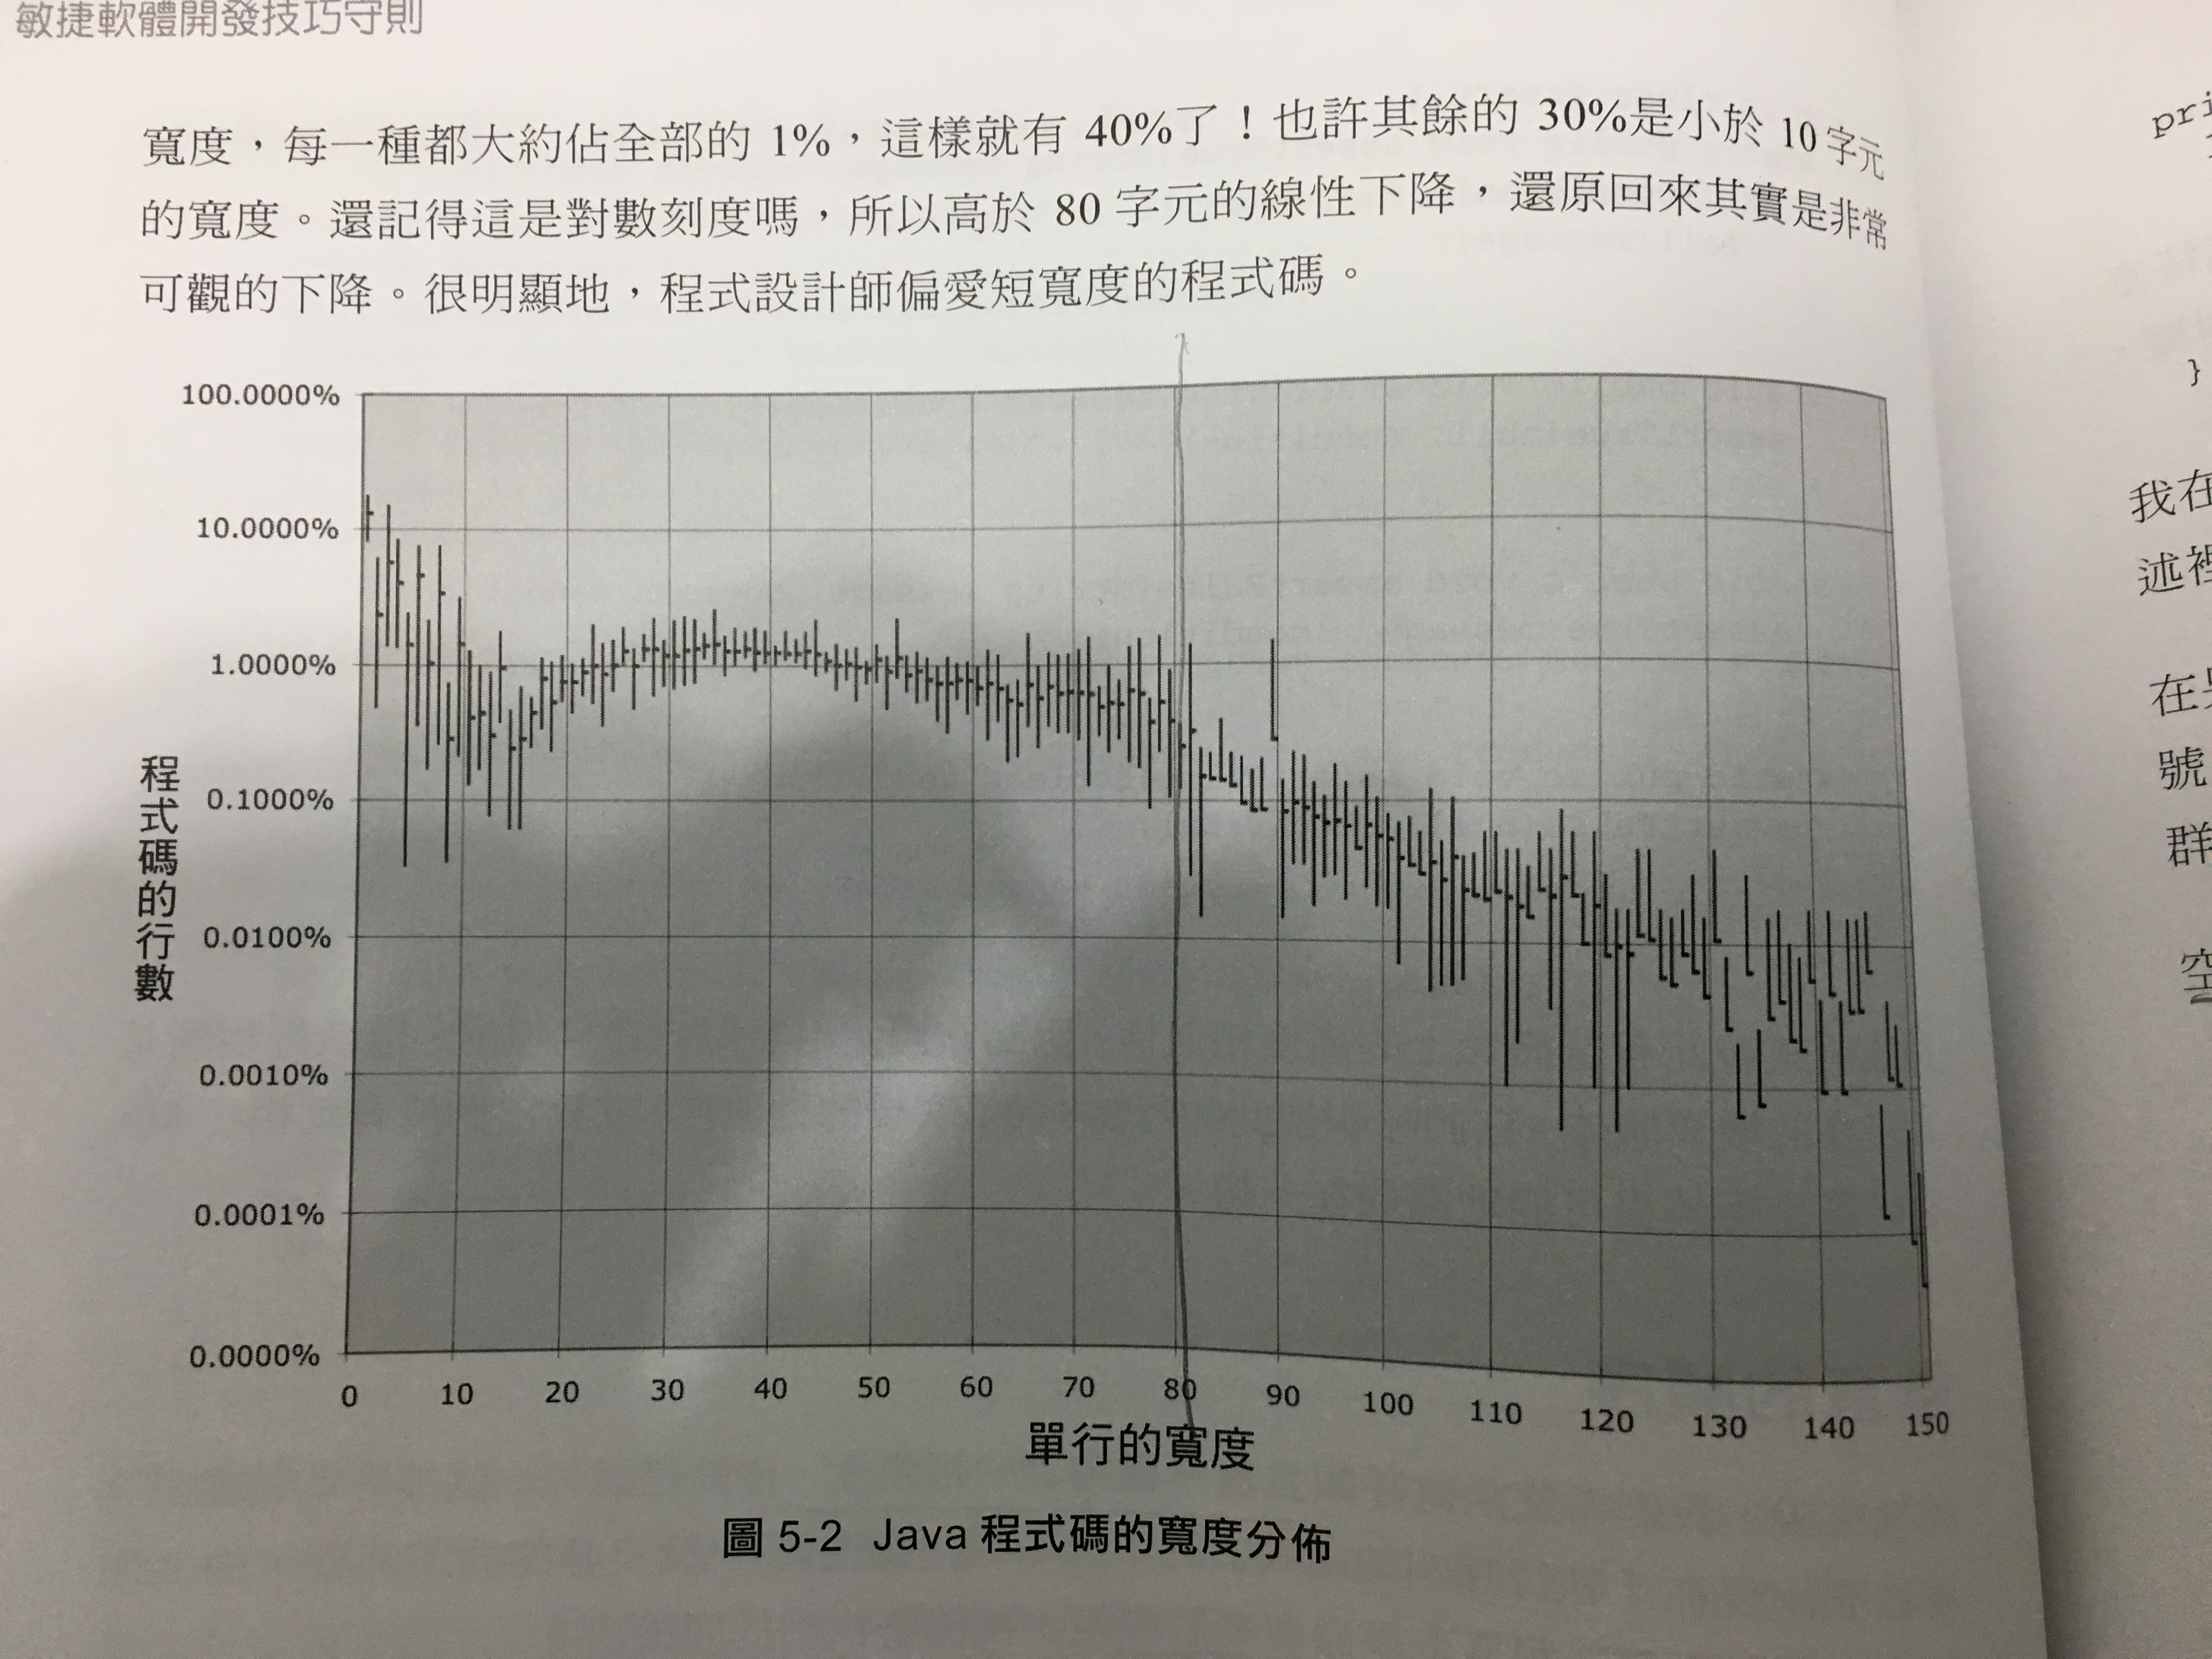 敏捷軟體開發技巧守則
寬度，每一種都大約佔全部的 1%，這樣就有 40%了！也許其餘的 30%是小於 10 字元
的寬度。還記得這是對數刻度嗎，所以高於 80 字元的線性下降，還原回來其實是非常
可觀的下降。很明顯地，程式設計師偏愛短寬度的程式碼。
100.0000%
10.0000%
1.0000%
0.1000%
0.0100%
0.0010%
0.0001%
0.0000%
程式碼的行數
0 10 20 30 40 50 60 70 80 90 100 110 120 130 140 150
單行的寬度
圖 5-2 Java 程式碼的寬度分佈
pri
}
我在
述裡
在
號
群
空